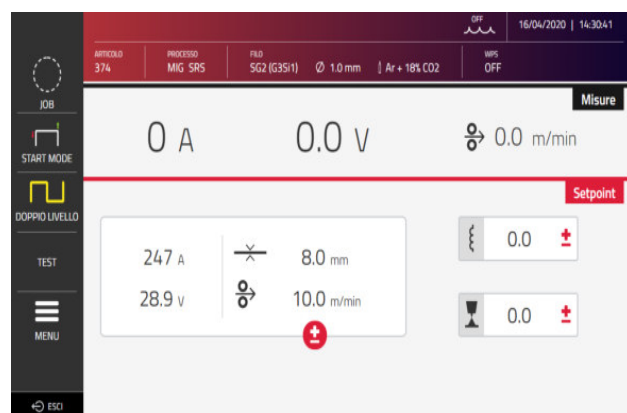 OFF
16/04/2020 | 14:30:41
ARTICOLO PROCESSO FILO WPS
374 MIG SRS SG2 (G3Si1) Ø 1.0 mm Ar + 18% CO2 OFF
JOB
START MODE
DOPPIO LIVELLO
TEST
MENU
ESCI
Misure
0 A 0.0 V 0.0 m/min
Setpoint
247 A 8.0 mm
28.9 V 10.0 m/min
0.0
0.0